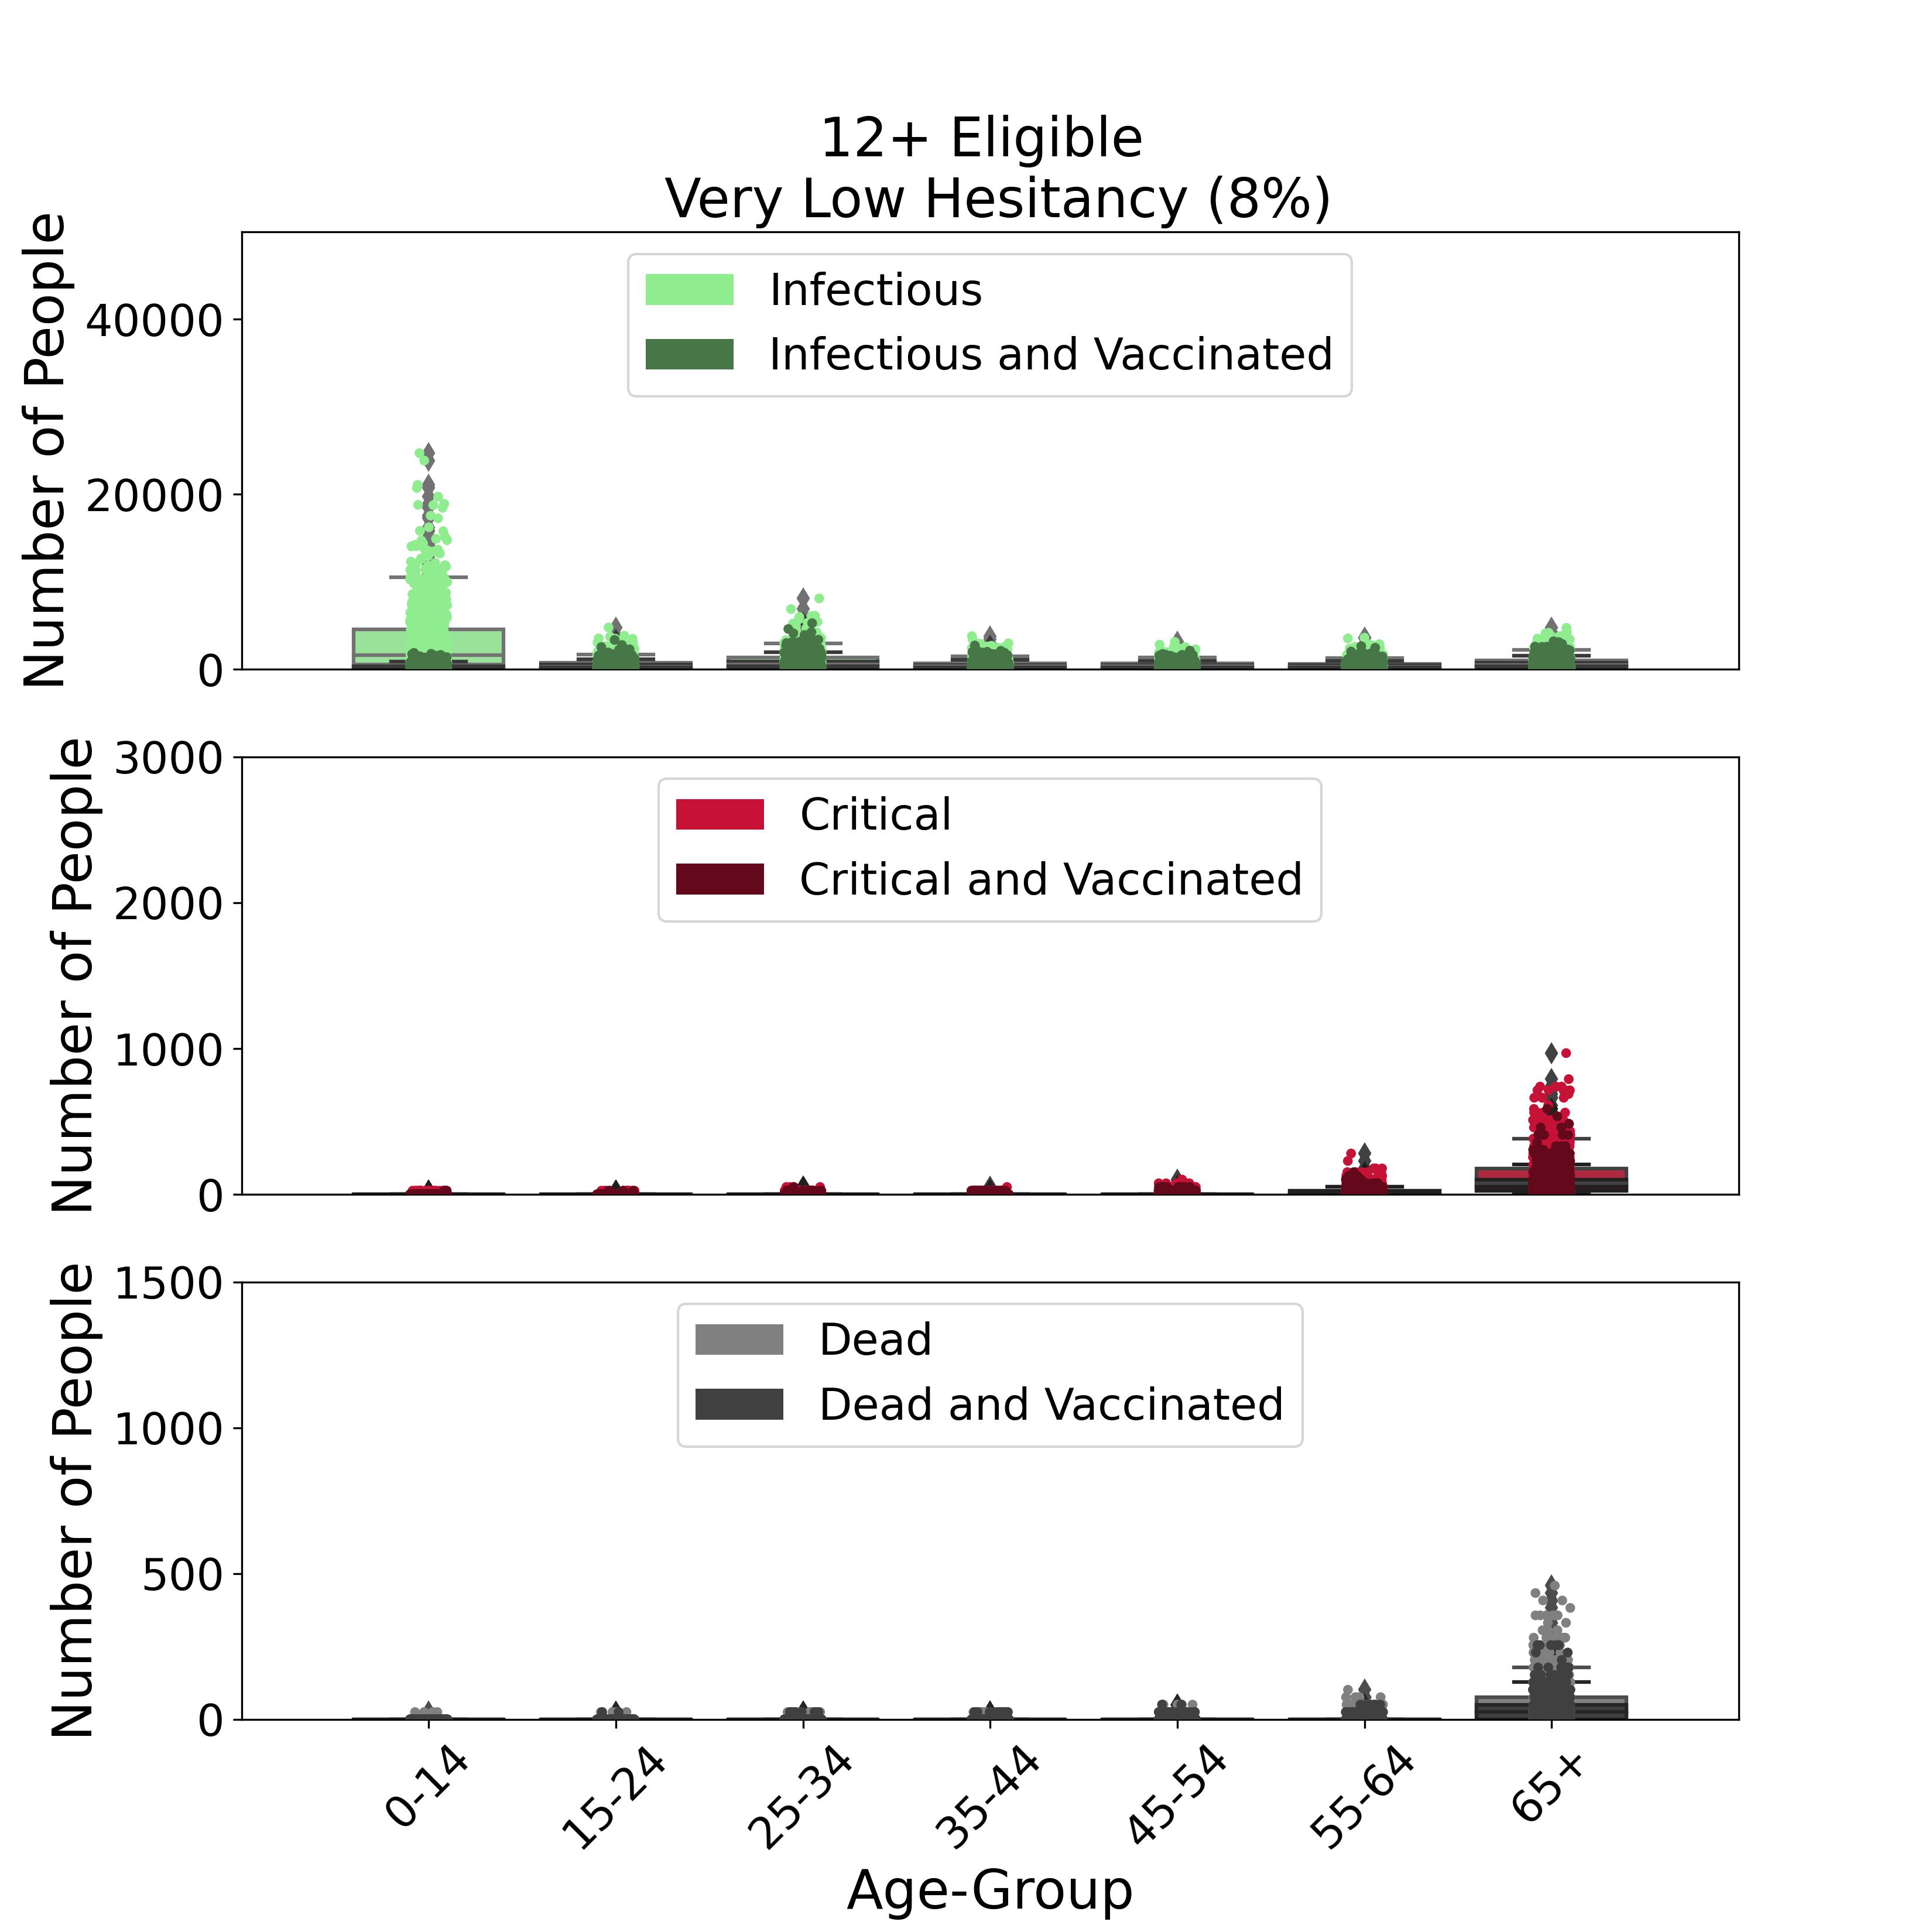 12+ Eligible
Very Low Hesitancy (8%)
Number of People
40000
20000
0
Infectious
Infectious and Vaccinated
Number of People
3000
2000
1000
0
Critical
Critical and Vaccinated
Number of People
1500
1000
500
0
Dead
Dead and Vaccinated
0-14
15-24
25-34
35-44
45-54
55-64
65+
Age-Group